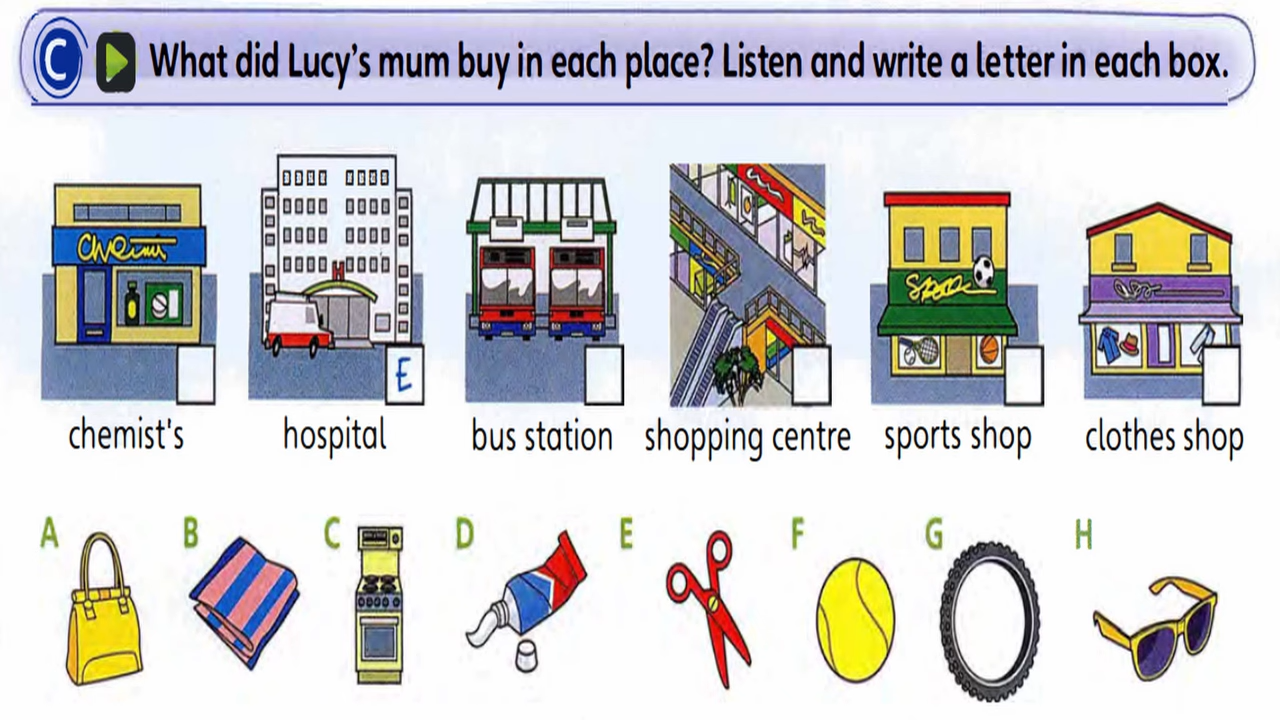 C What did Lucy's mum buy in each place? Listen and write a letter in each box.
Chemist
H
E
chemist's hospital bus station shopping centre sports shop clothes shop
A B C D E F G H